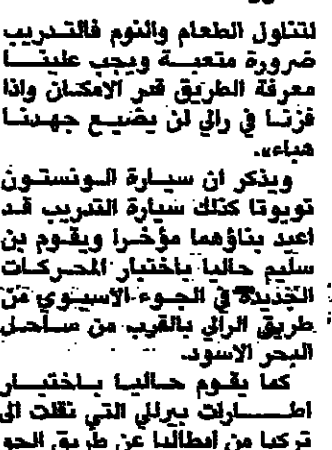 لتناول الطعام والنوم فالتدريب
ضرورة متعبة ويجب علينا
معرفة الطريق قدر الامكان واذا
فزنا في رالي لن يضيع جهدنا
هباء».
ويذكر ان سيارة المونستون
تويوتا كذلك سيارة التدريب قد
اعيد بناؤهما مؤخرا ويقوم بن
سليم حاليا باختبار المحركات
الجديدة في الجوء الاسيوي من
طريق الرالي بالقرب من ساحل
البحر الاسود.
كما يقوم حاليا باختبار
اطارات بيرللي التي نقلت الى
تركيا من ايطاليا عن طريق الجو